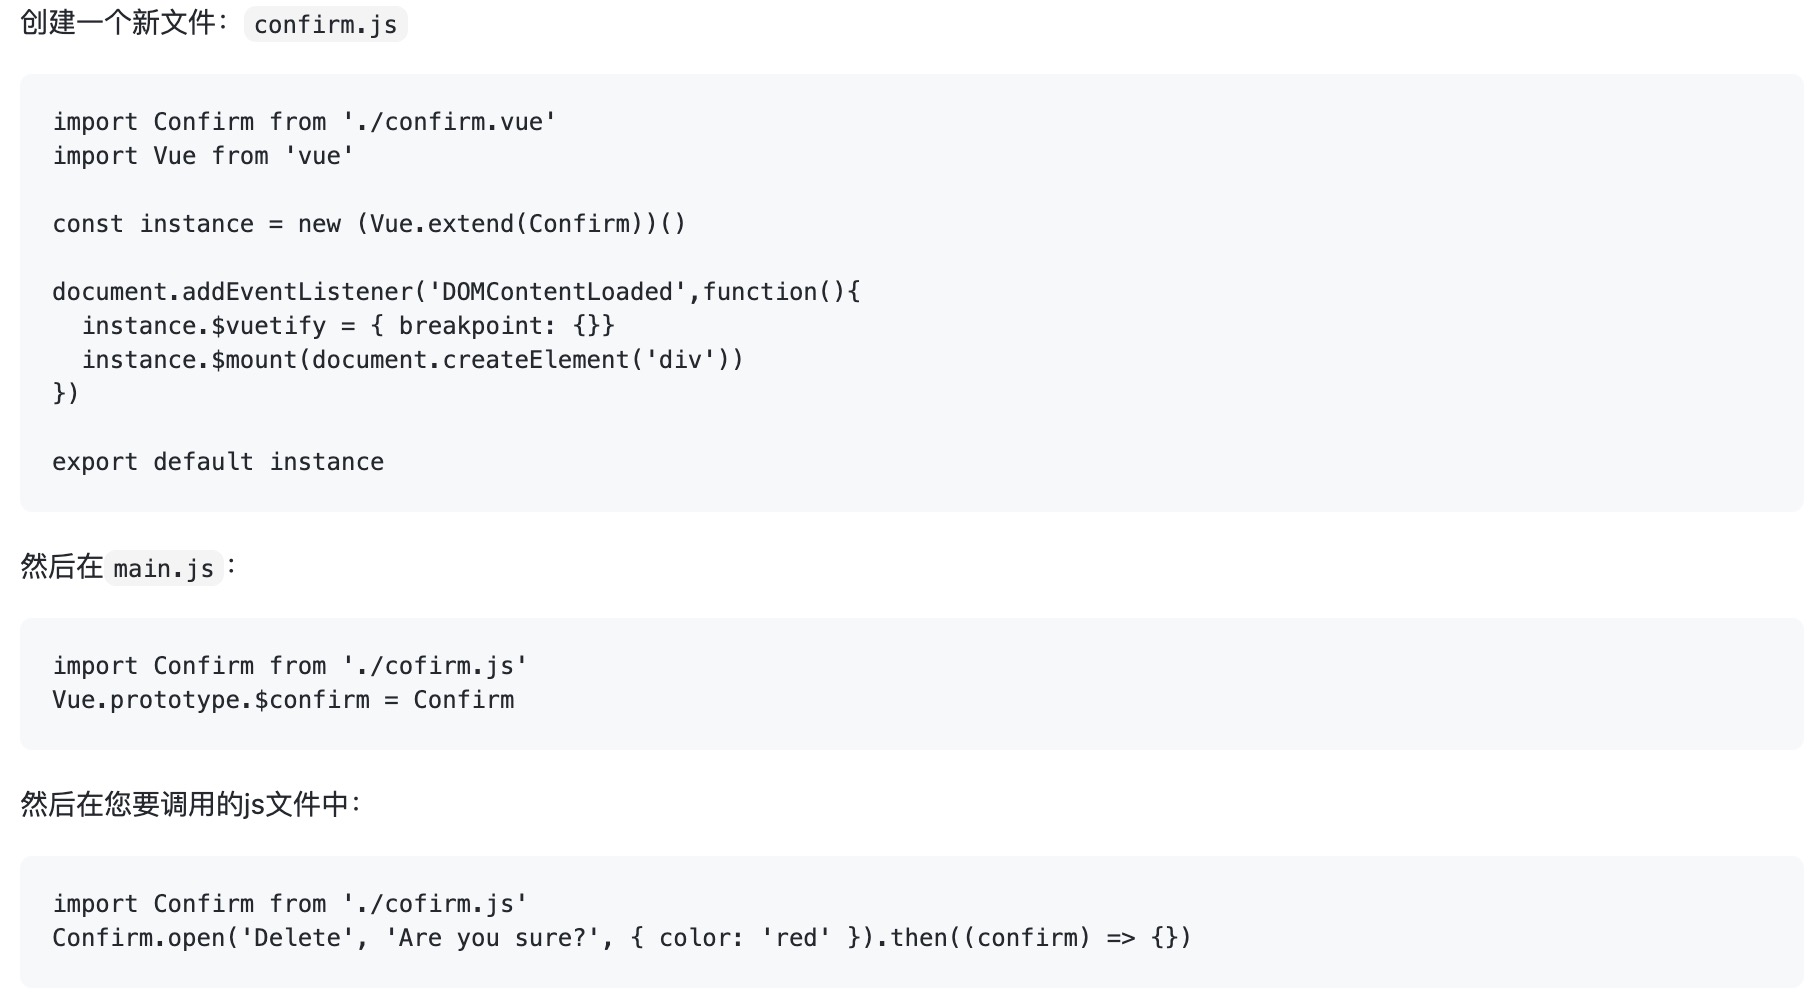 创建一个新文件： confirm.js
import Confirm from './confirm.vue'
import Vue from 'vue'
const instance = new (Vue.extend(Confirm))()
document.addEventListener('DOMContentLoaded',function(){
  instance.$vuetify = { breakpoint: {}}
  instance.$mount(document.createElement('div'))
})
export default instance
然后在 main.js ：
import Confirm from './cofirm.js'
Vue.prototype.$confirm = Confirm
然后在您要调用的js文件中：
import Confirm from './cofirm.js'
Confirm.open('Delete', 'Are you sure?', { color: 'red' }).then((confirm) => {})